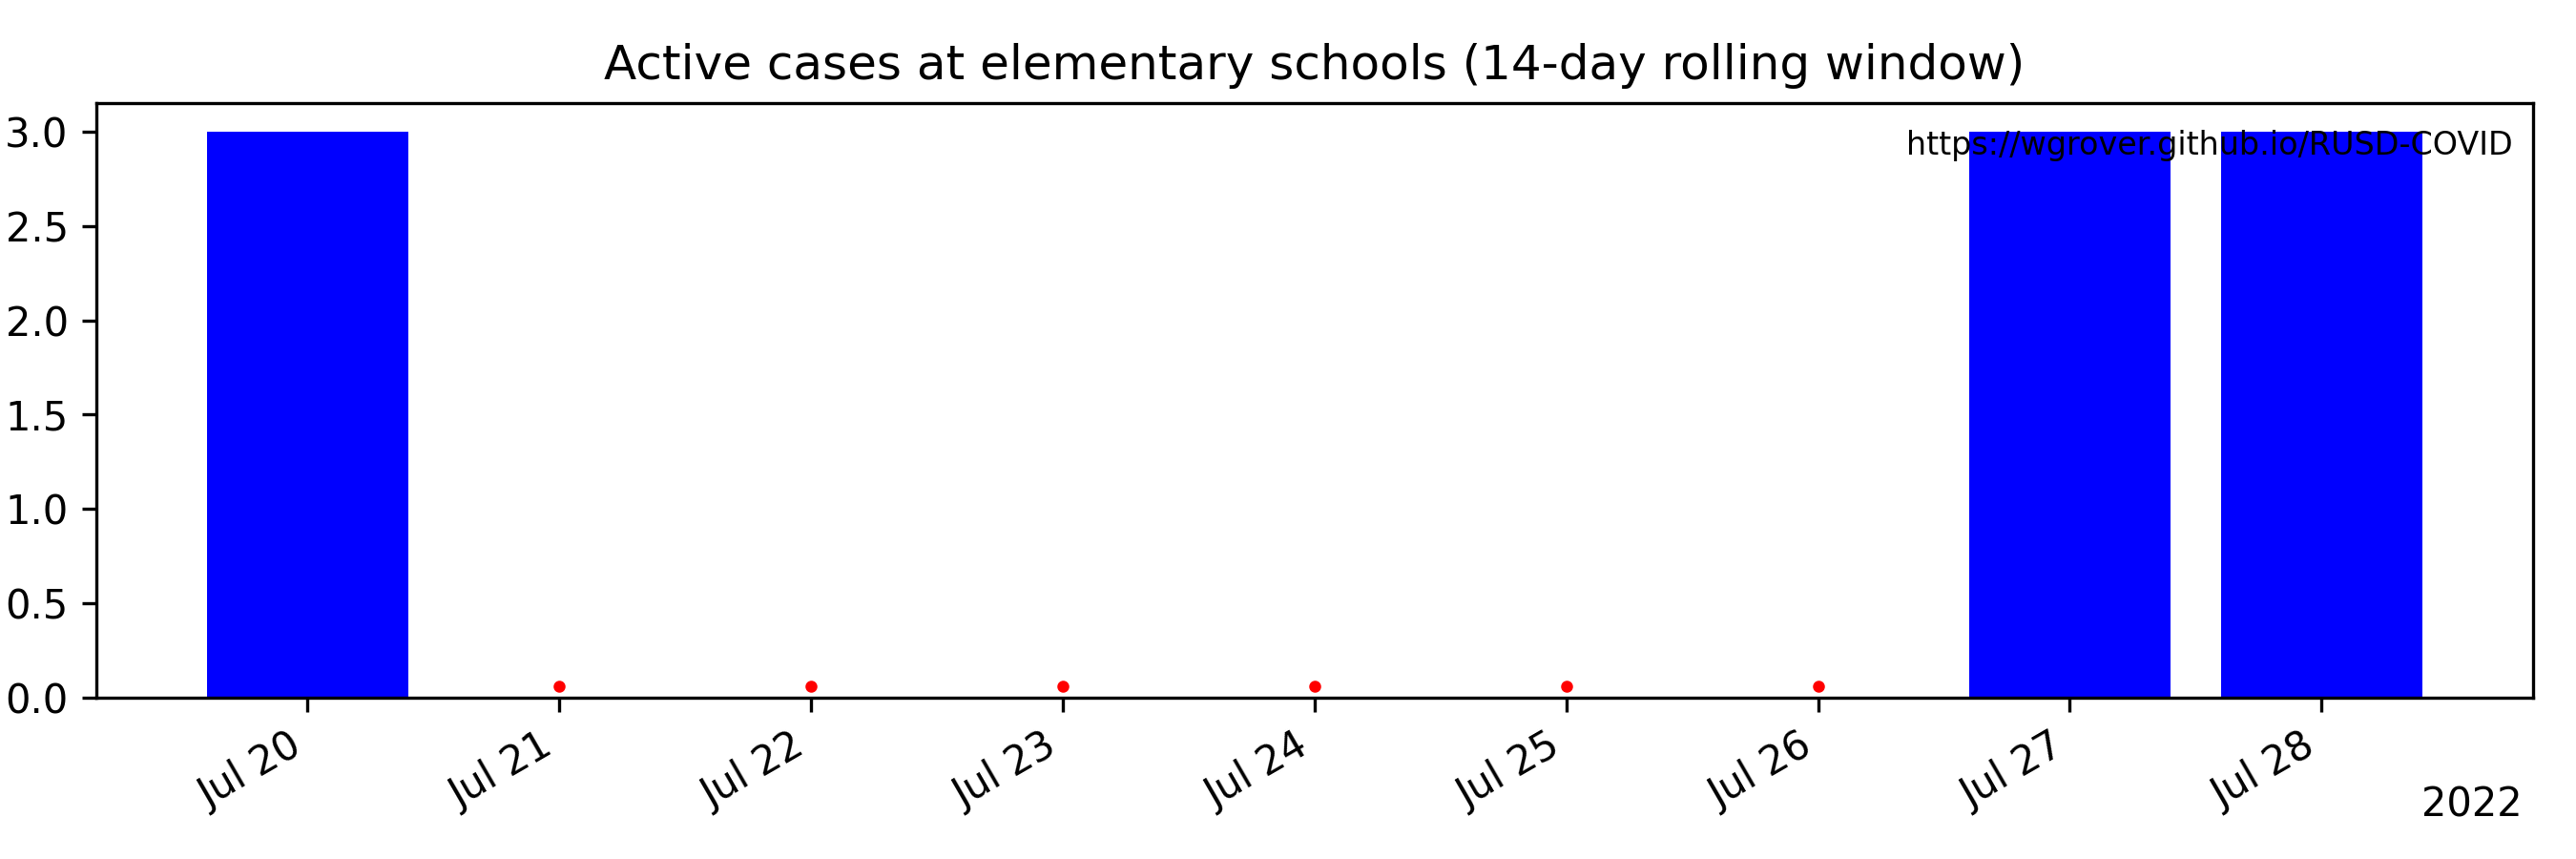 Active cases at elementary schools (14-day rolling window)
https://wgrover.github.io/RUSD-COVID
3.0
2.5
2.0
1.5
1.0
0.5
0.0
Jul 20
Jul 21
Jul 22
Jul 23
Jul 24
Jul 25
Jul 26
Jul 27
Jul 28
2022